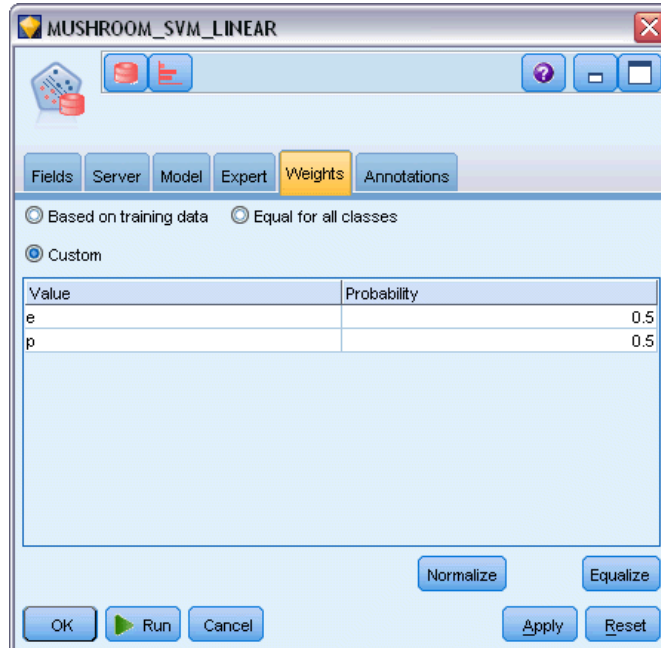 MUSHROOM_SVM_LINEAR
Fields Server Model Expert Weights Annotations
Based on training data Equal for all classes
Custom
Value Probability
e 0.5
p 0.5
Normalize Equalize
OK Run Cancel Apply Reset